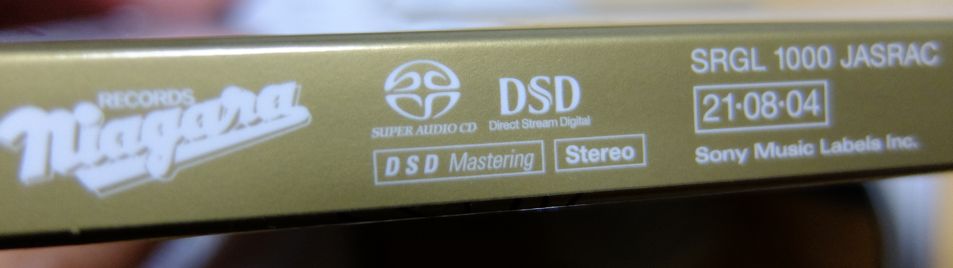 RECORDS
Niagara
SUPER AUDIO CD
DSD
Direct Stream Digital
DSD Mastering
Stereo
SRGL 1000 JASRAC
21·08·04
Sony Music Labels Inc.